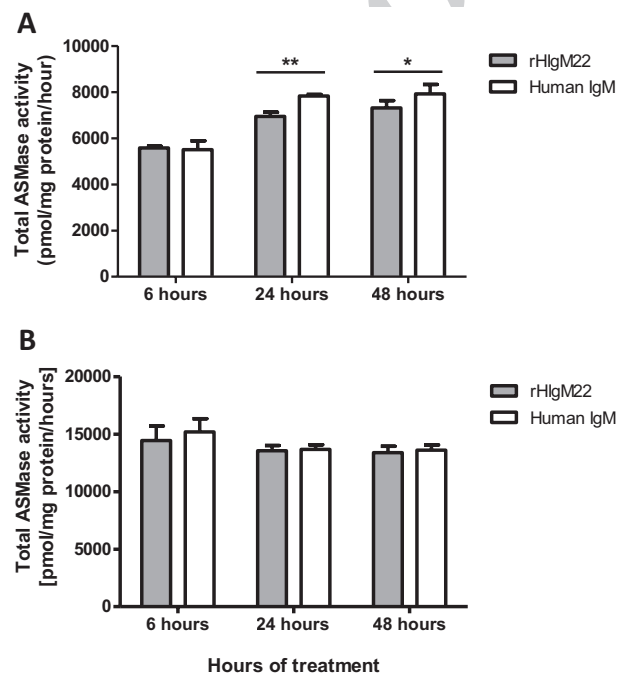 A
Total ASMase activity
(pmol/mg protein/hour)
10000
8000
6000
4000
2000
0
**
*
6 hours
24 hours
48 hours
rHIgM22
Human IgM
B
Total ASMase activity
[pmol/mg protein/hours]
20000
15000
10000
5000
0
6 hours
24 hours
48 hours
rHIgM22
Human IgM
Hours of treatment